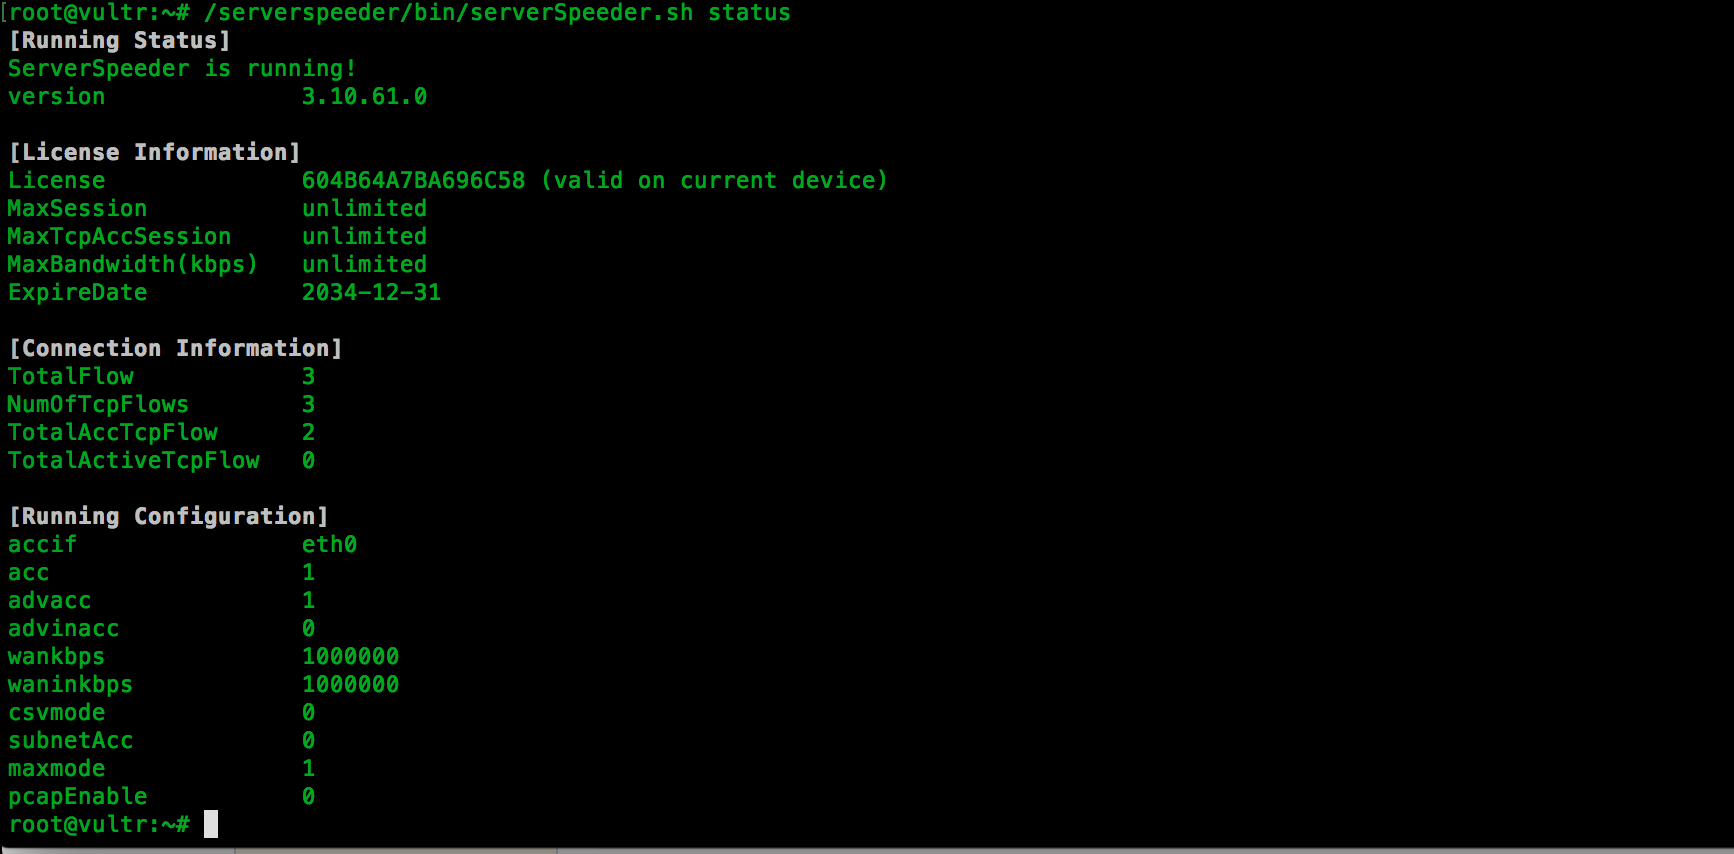 [root@vultr:~# /serverspeeder/bin/serverSpeeder.sh status
[Running Status]
ServerSpeeder is running!
version 3.10.61.0
[License Information]
License 604B64A7BA696C58 (valid on current device)
MaxSession unlimited
MaxTcpAccSession unlimited
MaxBandwidth(kbps) unlimited
ExpireDate 2034-12-31
[Connection Information]
TotalFlow 3
NumOfTcpFlows 3
TotalAccTcpFlow 2
TotalActiveTcpFlow 0
[Running Configuration]
accif eth0
acc 1
advacc 1
advinacc 0
wankbps 1000000
waninkbps 1000000
csvmode 0
subnetAcc 0
maxmode 1
pcapEnable 0
root@vultr:~#